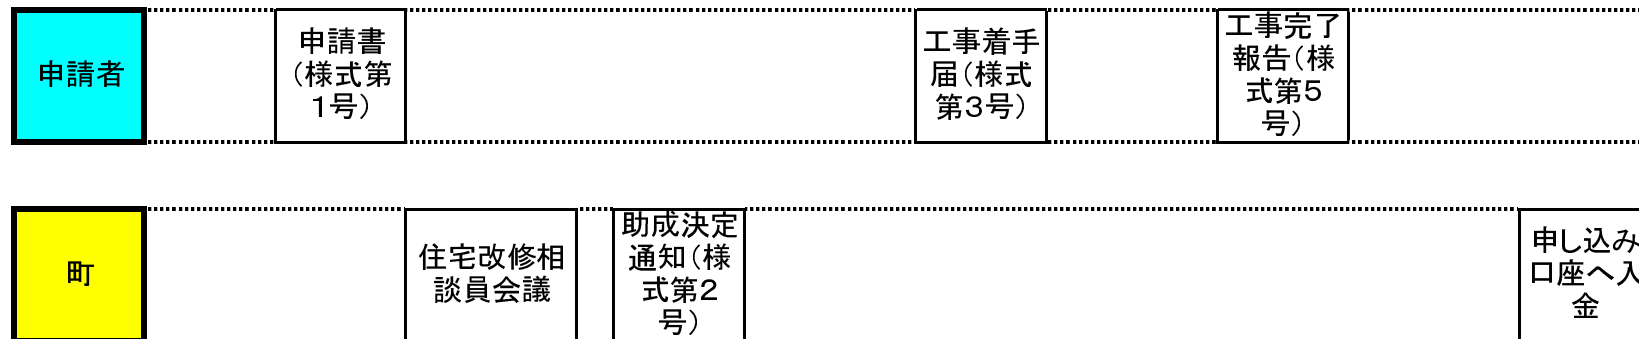 申請者
申請書
(様式第
1号)
工事着手
届(様式
第3号)
工事完了
報告(様
式第5
号)
町
住宅改修相
談員会議
助成決定
通知(様
式第2
号)
申し込み
口座へ入
金